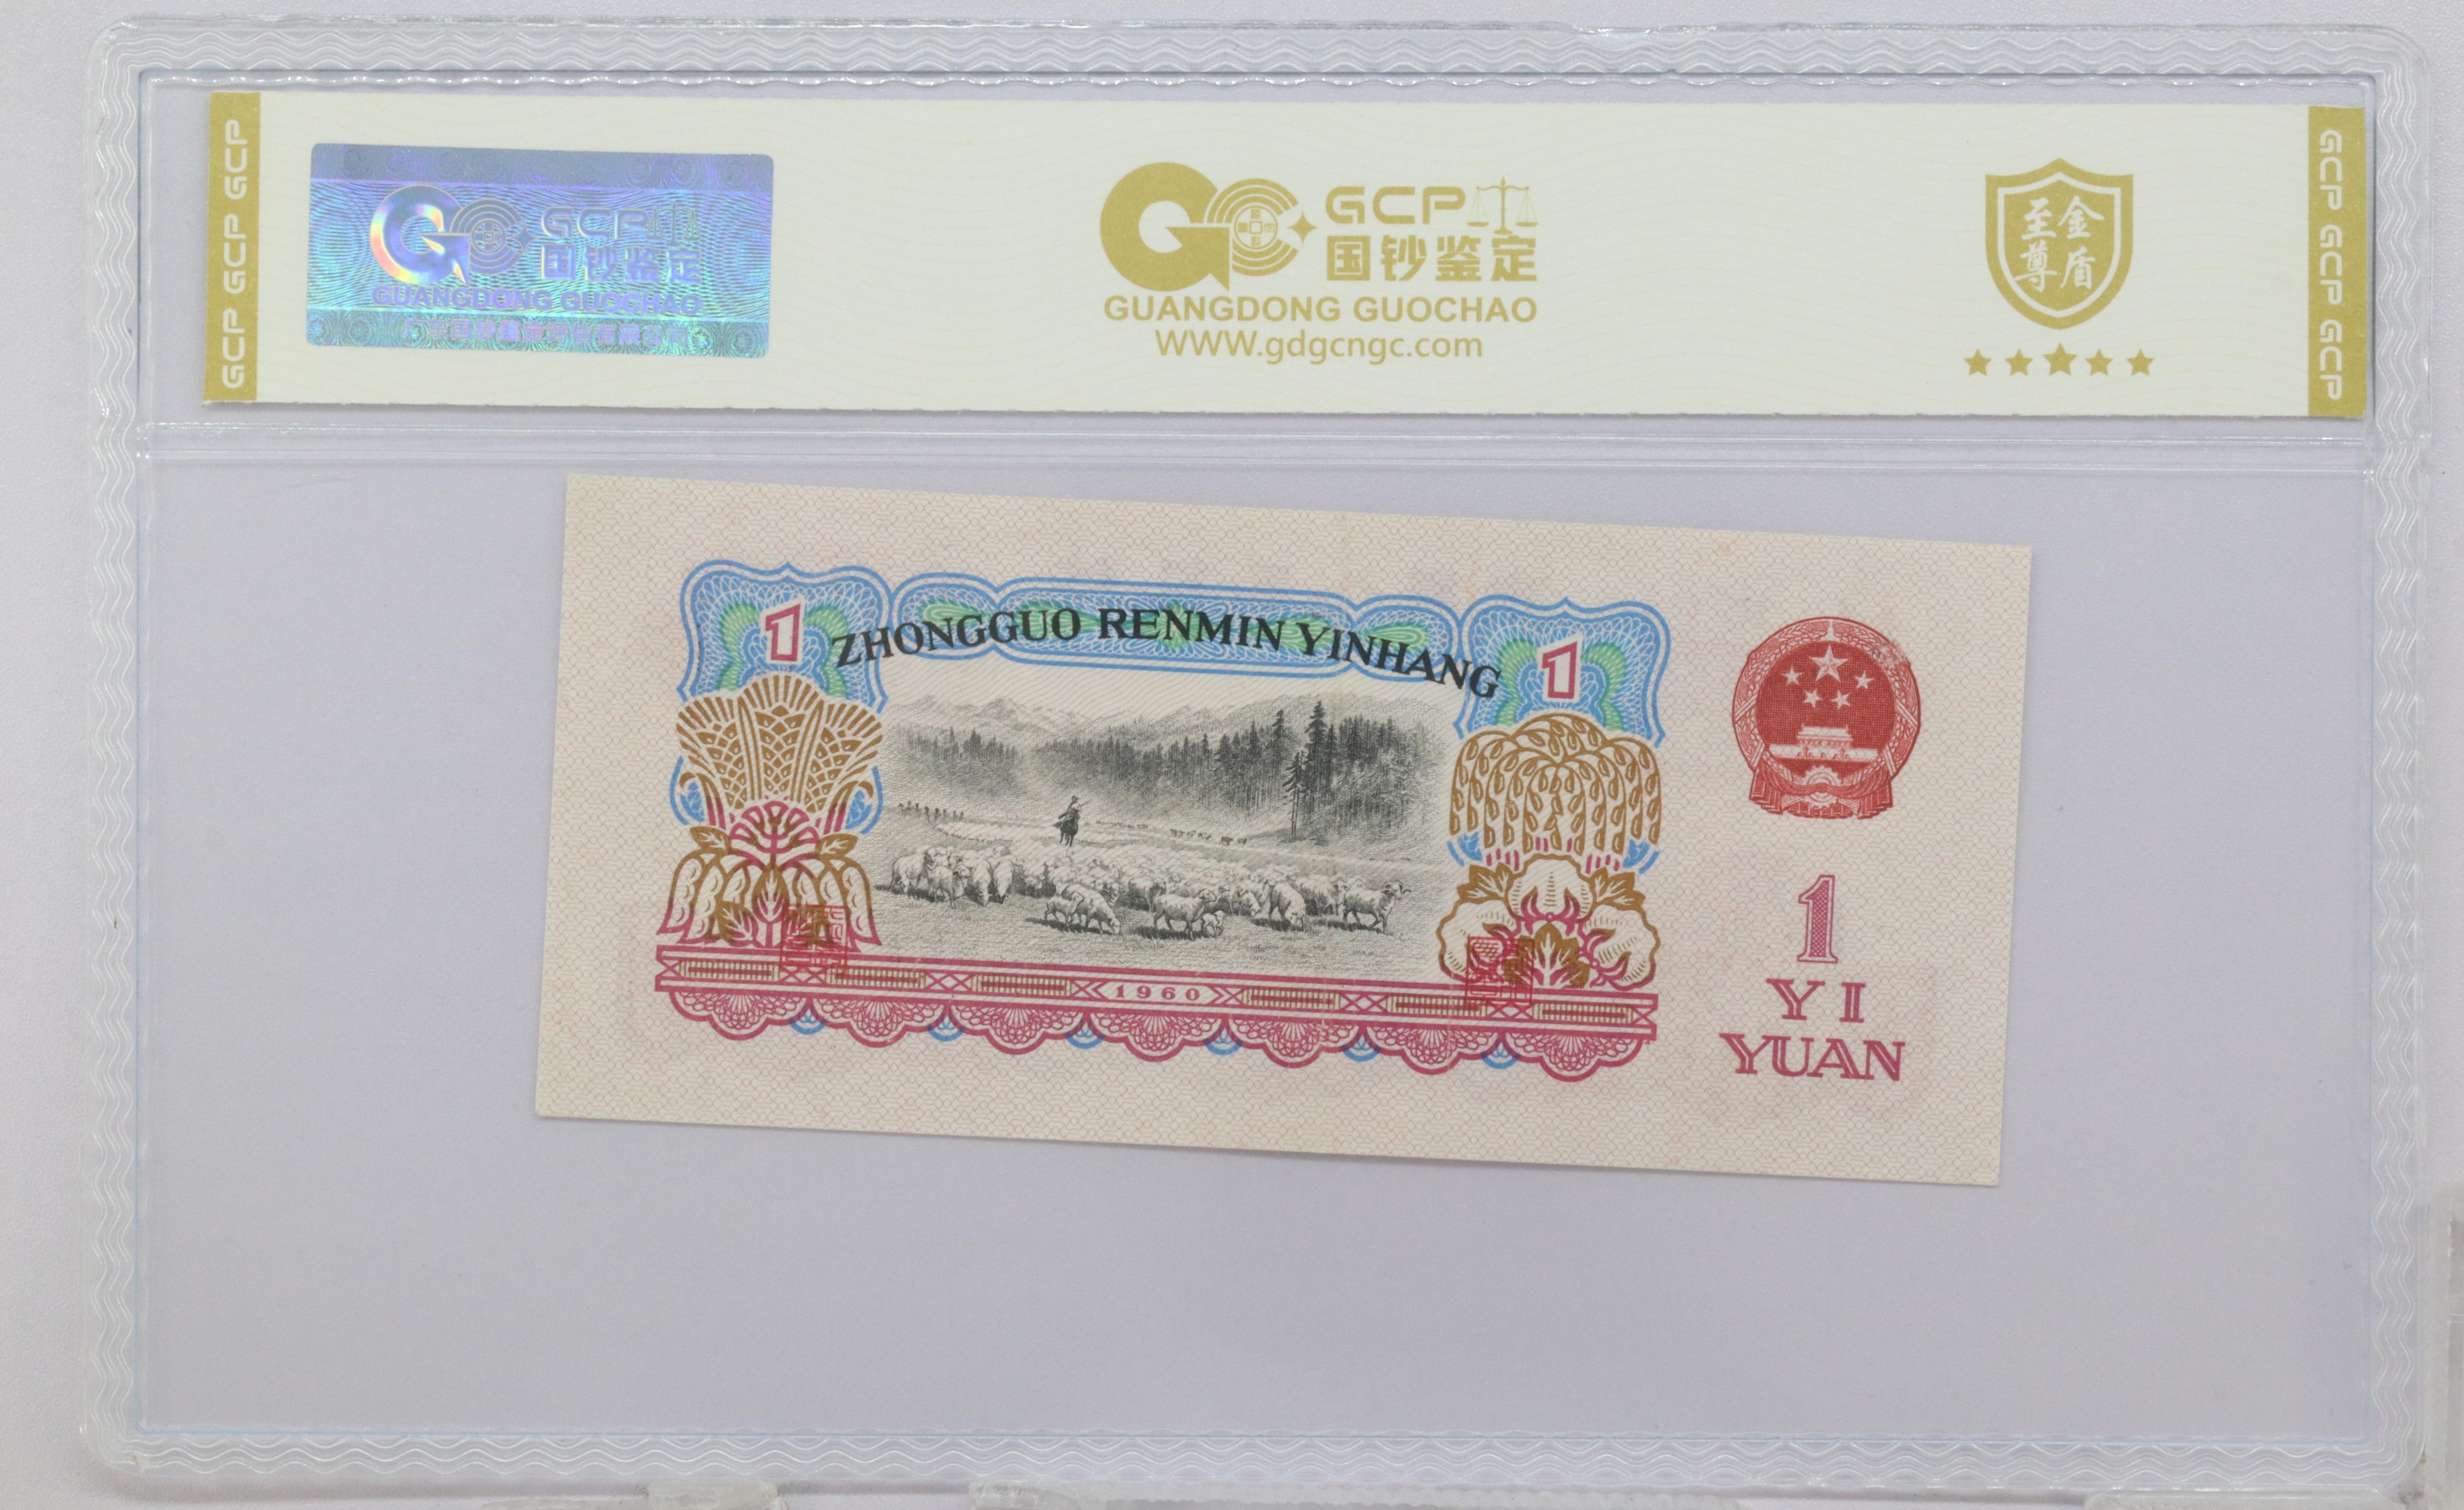 GCP GCP GCP
GCP
国钞鉴定
GUANGDONG GUOCHAO
GCP
国钞鉴定
GUANGDONG GUOCHAO
www.gdgcngc.com
至尊
金盾
GCP GCP GCP
1
ZHONGGUO RENMIN YINHANG
1
1960
1
YI
YUAN